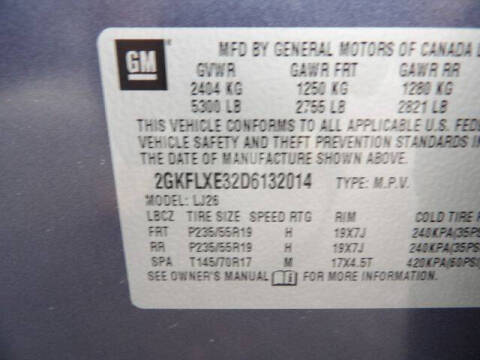 GM
MFD BY GENERAL MOTORS OF CANADA L
GVWR GAWR FRT GAWR RR
2404 KG 1250 KG 1280 KG
5300 LB 2755 LB 2821 LB
THIS VEHICLE CONFORMS TO ALL APPLICABLE U.S. FEDE
VEHICLE SAFETY AND THEFT PREVENTION STANDARDS
THE DATE OF MANUFACTURE SHOWN ABOVE.
2GKFLXE32D6132014 TYPE: M.P.V.
MODEL: LJ26
LBCZ TIRE SIZE SPEED RTG RIM COLD TIRE
FRT P235/55R19 H 19X7J 240KPA(35PS
RR P235/55R19 H 19X7J 240KPA(35PS
SPA T145/70R17 M 17X4.5T 420KPA(60PSI
SEE OWNER'S MANUAL FOR MORE INFORMATION